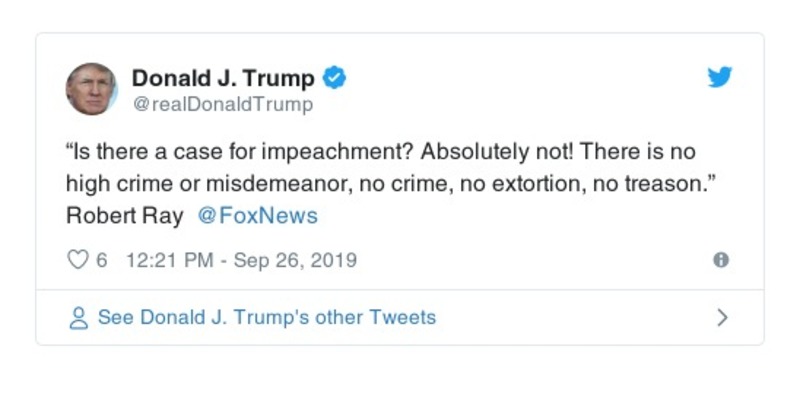 Donald J. Trump
@realDonaldTrump
“Is there a case for impeachment? Absolutely not! There is no
high crime or misdemeanor, no crime, no extortion, no treason.”
Robert Ray @FoxNews
6 12:21 PM - Sep 26, 2019
See Donald J. Trump's other Tweets